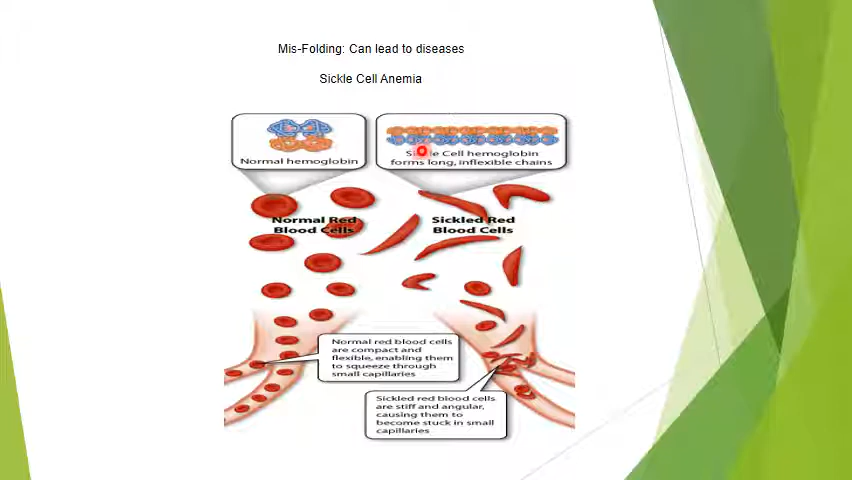 Mis-Folding: Can lead to diseases
Sickle Cell Anemia
Normal hemoglobin
Cell hemoglobin
forms long, inflexible chains
Normal Red
Blood Cells
Sickled Red
Blood Cells
Normal red blood cells
are compact and
flexible, enabling them
to squeeze through
small capillaries
Sickled red blood cells
are stiff and angular,
causing them to
become stuck in small
capillaries